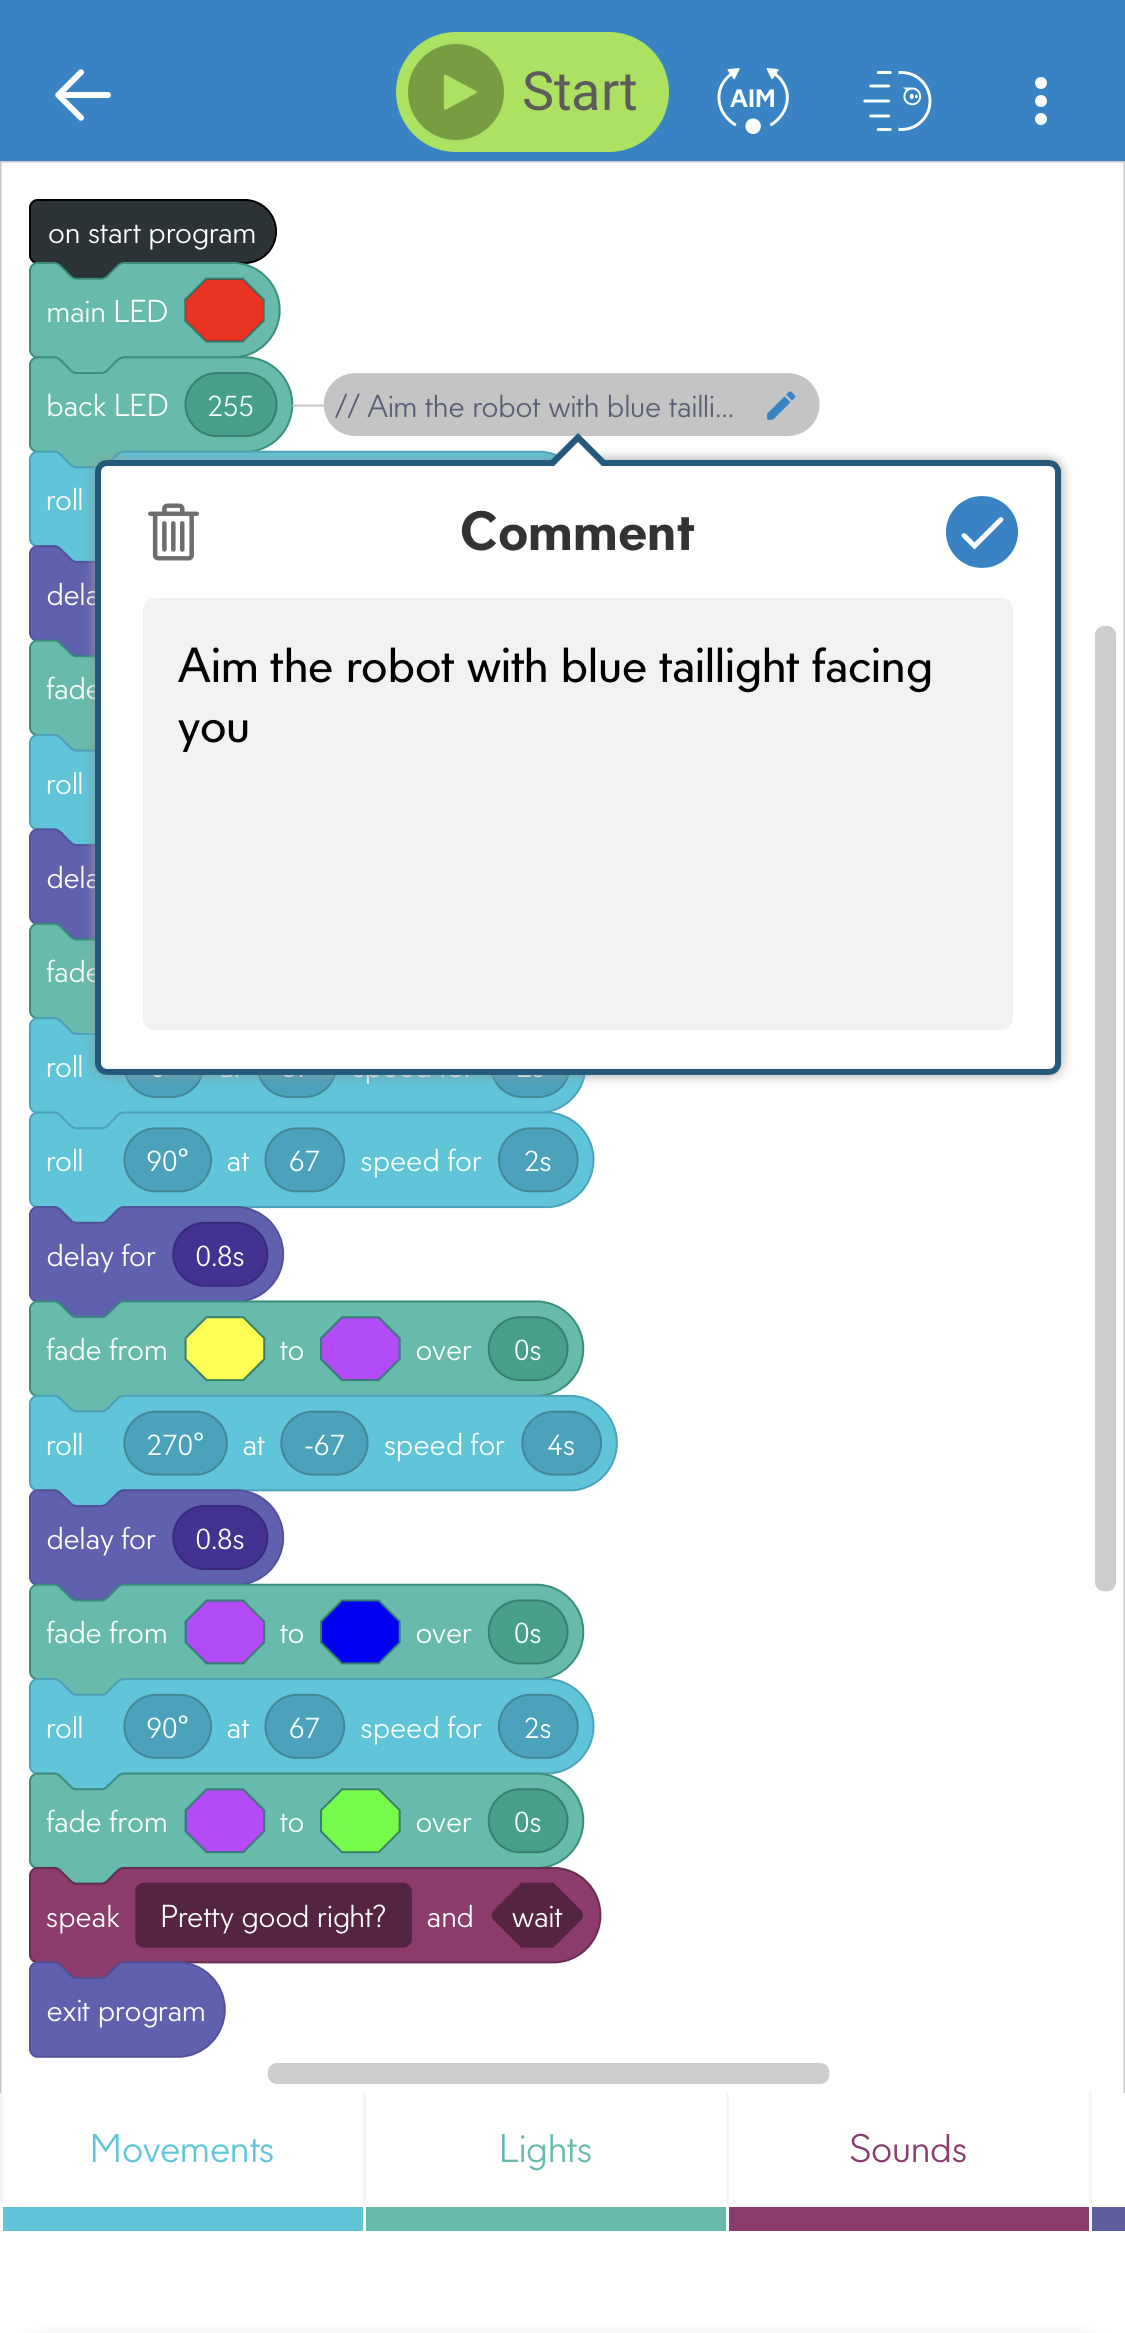 Start
AIM
on start program
main LED
back LED 255 // Aim the robot with blue tailli...
roll
Comment
Aim the robot with blue taillight facing
you
fade
roll
fade
roll
roll 90° at 67 speed for 2s
delay for 0.8s
fade from to over 0s
roll 270° at -67 speed for 4s
delay for 0.8s
fade from to over 0s
roll 90° at 67 speed for 2s
fade from to over 0s
speak Pretty good right? and wait
exit program
Movements Lights Sounds